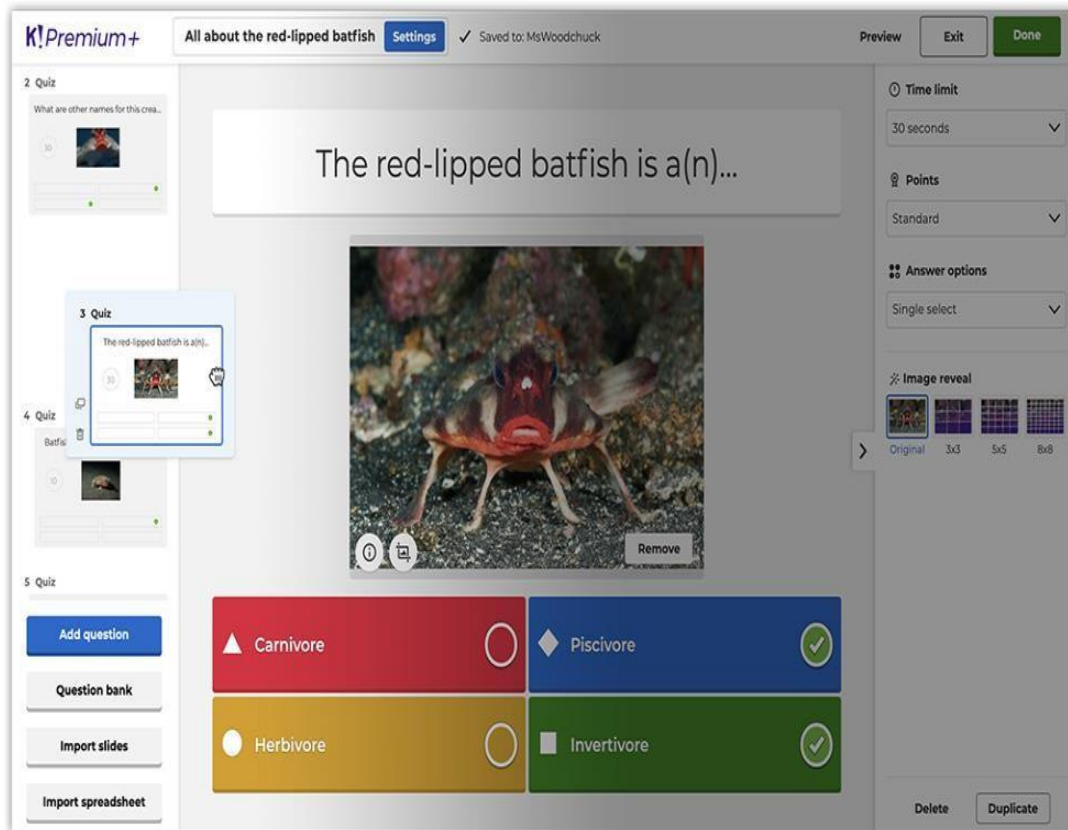 K! Premium+
All about the red-lipped batfish
Settings
Saved to: MsWoodchuck
Preview
Exit
Done
2 Quiz
What are other names for this crea...
30
3 Quiz
The red-lipped batfish is a(n)...
30
4 Quiz
10
5 Quiz
Add question
Question bank
Import slides
Import spreadsheet
The red-lipped batfish is a(n)...
Remove
Carnivore
Piscivore
Herbivore
Invertivore
Time limit
30 seconds
Points
Standard
Answer options
Single select
Image reveal
Original 3x3 5x5 8x8
Delete
Duplicate